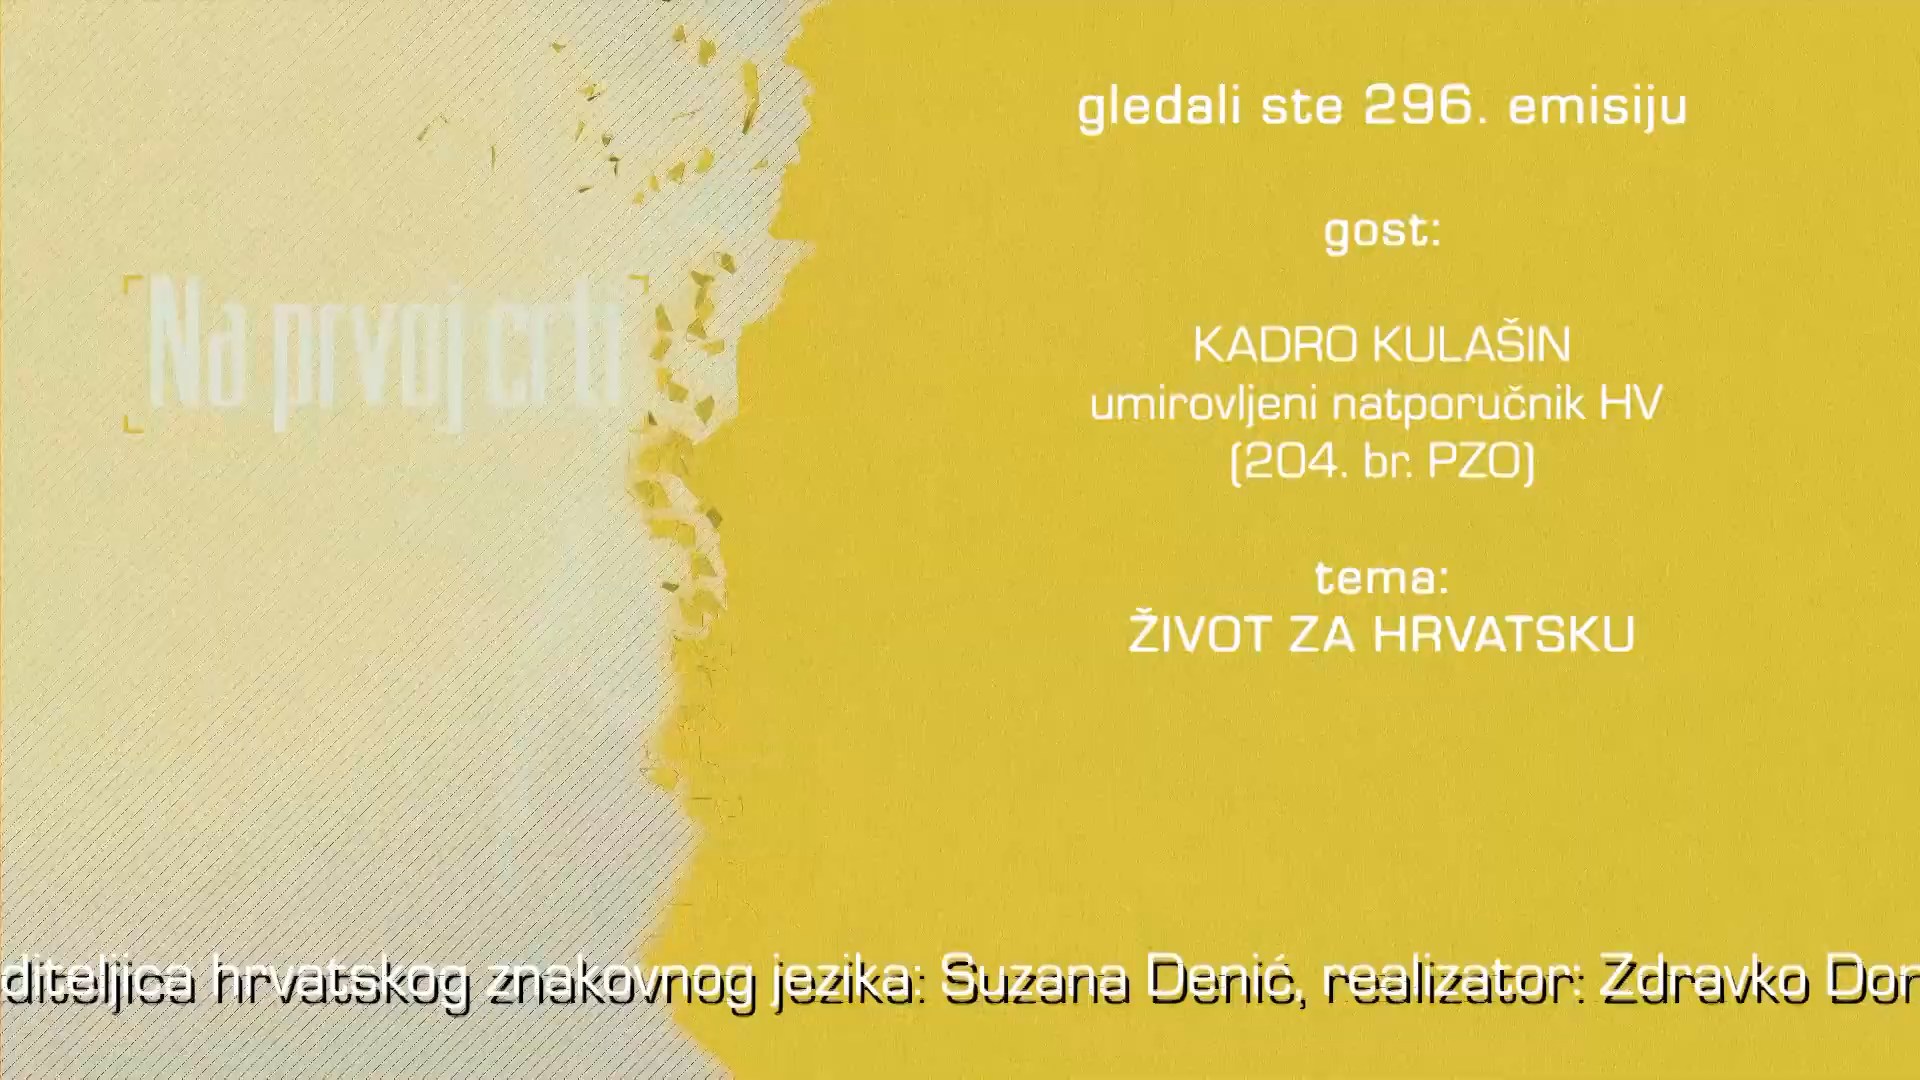 gledali ste 296. emisiju
gost:
Na prvoj crti
KADRO KULAŠIN
umirovljeni natporučnik HV
(204. br. PZO)
tema:
ŽIVOT ZA HRVATSKU
diteljica hrvatskog znakovnog jezika: Suzana Denić, realizator: Zdravko Dor